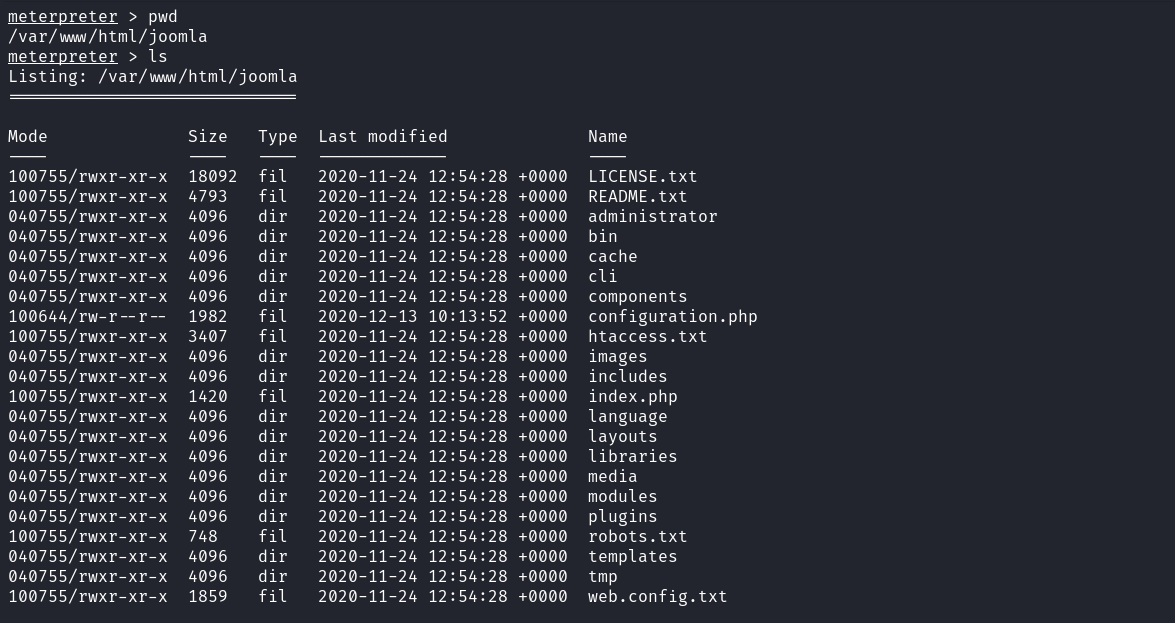 meterpreter > pwd
/var/www/html/joomla
meterpreter > ls
Listing: /var/www/html/joomla
=============================
Mode              Size   Type  Last modified              Name
----              ----   ----  -------------              ----
100755/rwxr-xr-x  18092  fil   2020-11-24 12:54:28 +0000  LICENSE.txt
100755/rwxr-xr-x  4793   fil   2020-11-24 12:54:28 +0000  README.txt
040755/rwxr-xr-x  4096   dir   2020-11-24 12:54:28 +0000  administrator
040755/rwxr-xr-x  4096   dir   2020-11-24 12:54:28 +0000  bin
040755/rwxr-xr-x  4096   dir   2020-11-24 12:54:28 +0000  cache
040755/rwxr-xr-x  4096   dir   2020-11-24 12:54:28 +0000  cli
040755/rwxr-xr-x  4096   dir   2020-11-24 12:54:28 +0000  components
100644/rw-r--r--  1982   fil   2020-12-13 10:13:52 +0000  configuration.php
100755/rwxr-xr-x  3407   fil   2020-11-24 12:54:28 +0000  htaccess.txt
040755/rwxr-xr-x  4096   dir   2020-11-24 12:54:28 +0000  images
040755/rwxr-xr-x  4096   dir   2020-11-24 12:54:28 +0000  includes
100755/rwxr-xr-x  1420   fil   2020-11-24 12:54:28 +0000  index.php
040755/rwxr-xr-x  4096   dir   2020-11-24 12:54:28 +0000  language
040755/rwxr-xr-x  4096   dir   2020-11-24 12:54:28 +0000  layouts
040755/rwxr-xr-x  4096   dir   2020-11-24 12:54:28 +0000  libraries
040755/rwxr-xr-x  4096   dir   2020-11-24 12:54:28 +0000  media
040755/rwxr-xr-x  4096   dir   2020-11-24 12:54:28 +0000  modules
040755/rwxr-xr-x  4096   dir   2020-11-24 12:54:28 +0000  plugins
100755/rwxr-xr-x  748    fil   2020-11-24 12:54:28 +0000  robots.txt
040755/rwxr-xr-x  4096   dir   2020-11-24 12:54:28 +0000  templates
040755/rwxr-xr-x  4096   dir   2020-11-24 12:54:28 +0000  tmp
100755/rwxr-xr-x  1859   fil   2020-11-24 12:54:28 +0000  web.config.txt